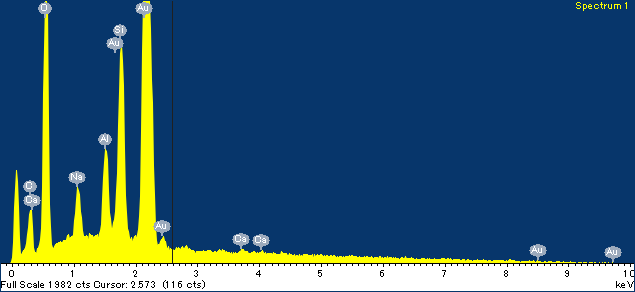 Spectrum 1
O
Au
Si
Au
Al
Na
O
Ca
Au
Ca
Ca
Au
Au
0 1 2 3 4 5 6 7 8 9 10
Full Scale 1982 cts Cursor: 2.573 (116 cts)
keV